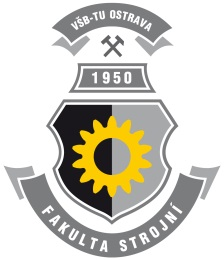 VŠB-TU OSTRAVA
1950
FAKULTA STROJNÍ